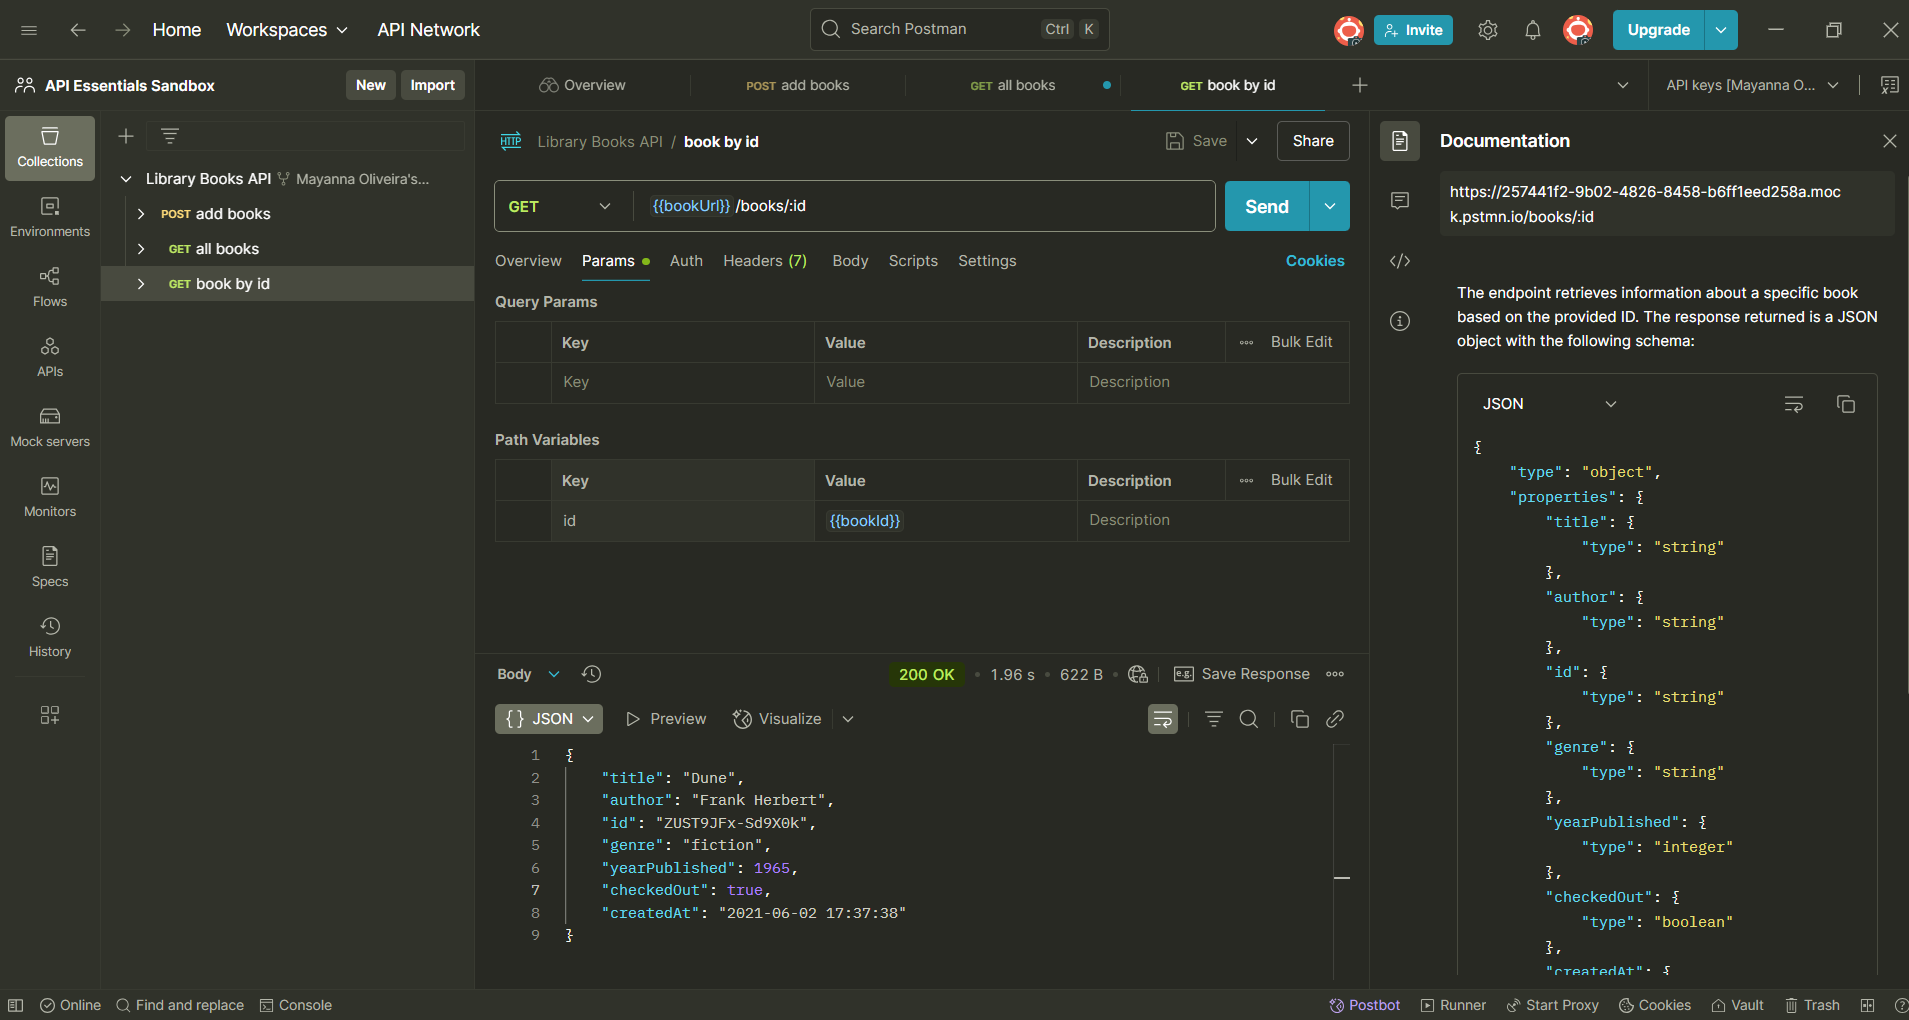 Home Workspaces API Network Search Postman Ctrl K Invite Upgrade
API Essentials Sandbox New Import
Overview POST add books GET all books GET book by id API keys [Mayanna O...
Collections
Environments
Flows
APIs
Mock servers
Monitors
Specs
History
Library Books API Mayanna Oliveira's...
POST add books
GET all books
GET book by id
HTTP Library Books API / book by id Save Share
GET {{bookUrl}}/books/:id Send
Overview Params Auth Headers (7) Body Scripts Settings Cookies
Query Params
Key Value Description Bulk Edit
Key Value Description
Path Variables
Key Value Description Bulk Edit
id {{bookId}} Description
Body 200 OK • 1.96 s • 622 B • e.g. Save Response
{} JSON Preview Visualize
1 {
2 "title": "Dune",
3 "author": "Frank Herbert",
4 "id": "ZUST9JFx-Sd9X0k",
5 "genre": "fiction",
6 "yearPublished": 1965,
7 "checkedOut": true,
8 "createdAt": "2021-06-02 17:37:38"
9 }
Documentation
https://257441f2-9b02-4826-8458-b6ff1eed258a.moc
k.pstmn.io/books/:id
The endpoint retrieves information about a specific book
based on the provided ID. The response returned is a JSON
object with the following schema:
JSON
{
"type": "object",
"properties": {
"title": {
"type": "string"
},
"author": {
"type": "string"
},
"id": {
"type": "string"
},
"genre": {
"type": "string"
},
"yearPublished": {
"type": "integer"
},
"checkedOut": {
"type": "boolean"
},
"createdAt": {
Online Find and replace Console Postbot Runner Start Proxy Cookies Vault Trash